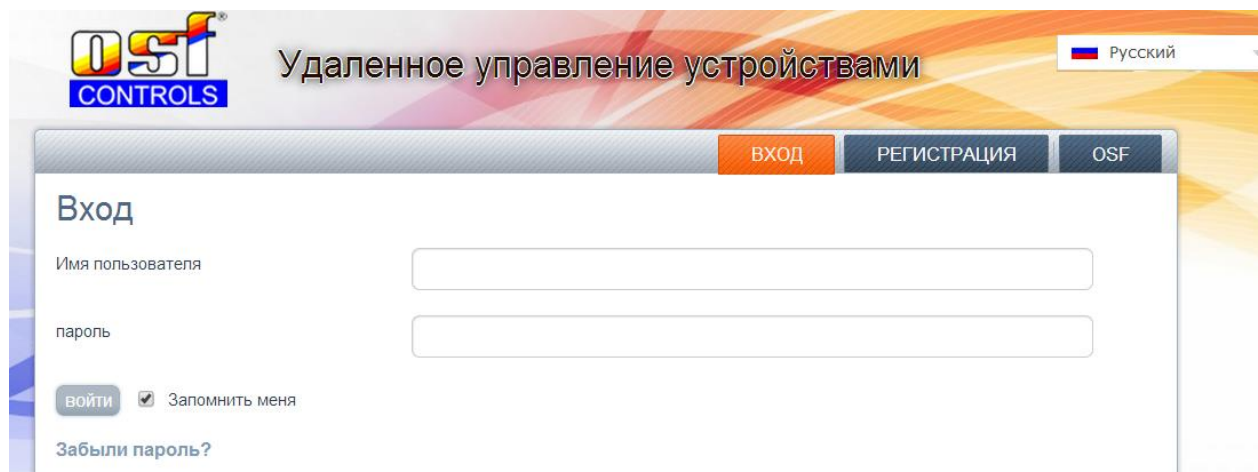 osf®
CONTROLS
Удаленное управление устройствами
Русский
ВХОД РЕГИСТРАЦИЯ OSF
Вход
Имя пользователя
пароль
войти Запомнить меня
Забыли пароль?